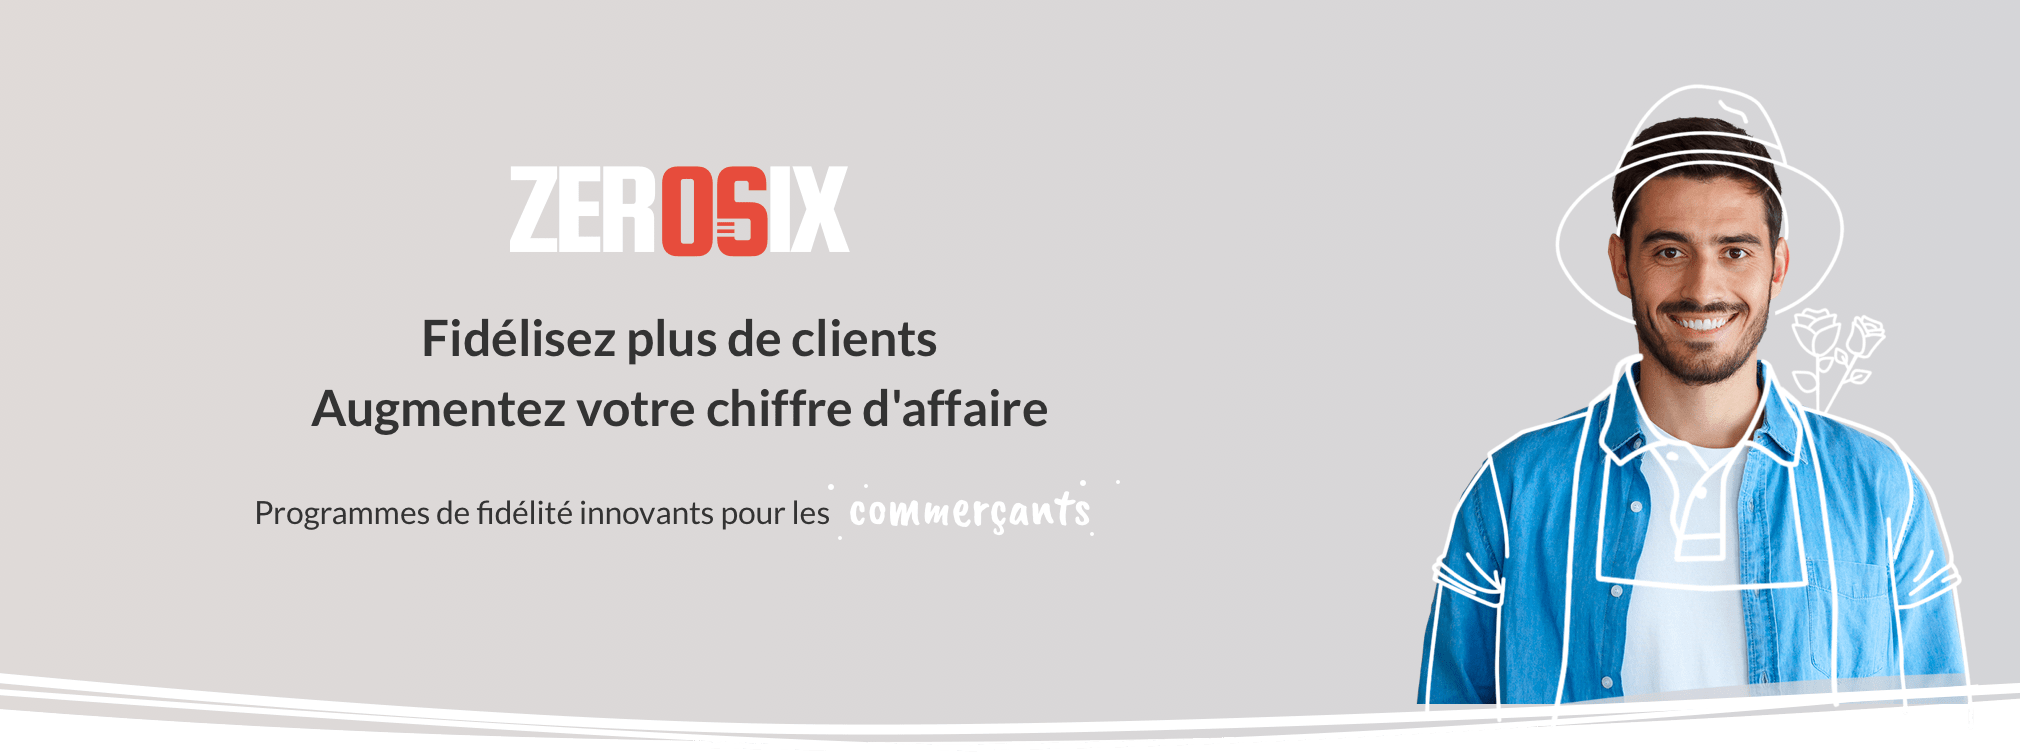 ZEROSIX
Fidélisez plus de clients
Augmentez votre chiffre d'affaire
Programmes de fidélité innovants pour les commerçants